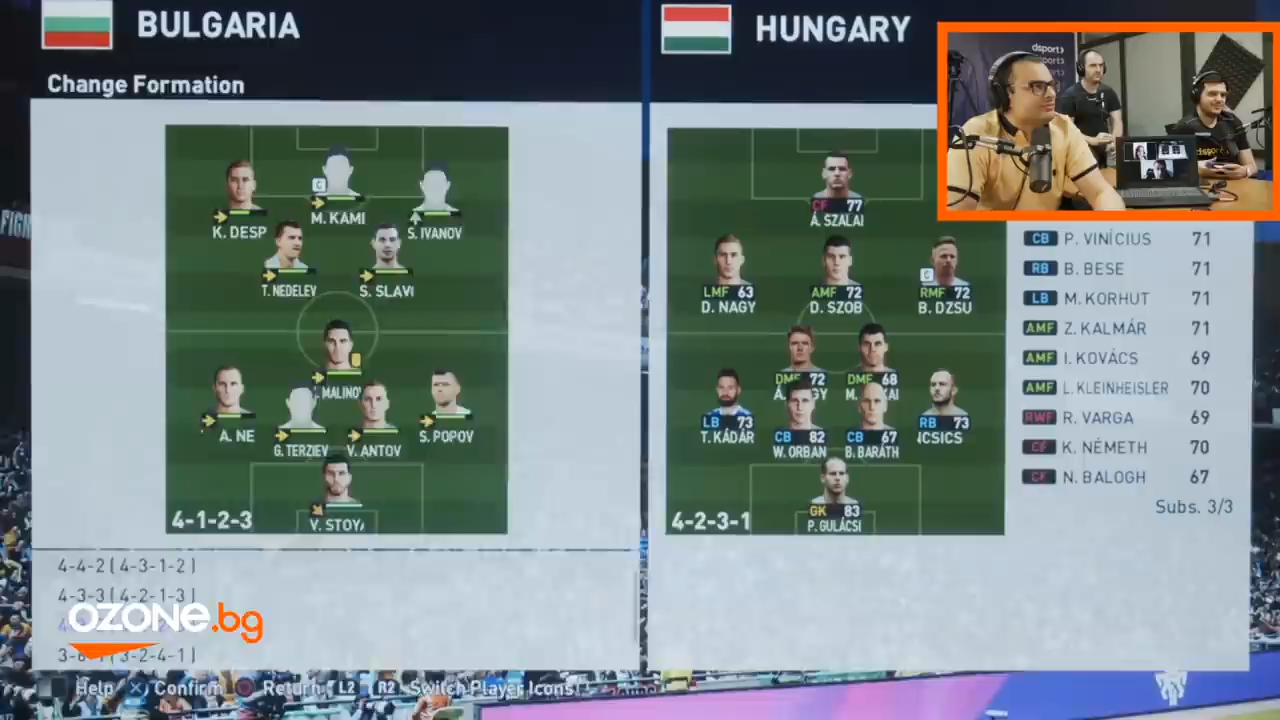 BULGARIA
Change Formation
K. DESP
M. KAMI
S. IVANOV
T. NEDELEV
S. SLAVI
MALINO
A. NE
G. TERZIEV
V. ANTOV
S. POPOV
V. STOY
4-1-2-3
4-4-2 ( 4-3-1-2 )
4-3-3 ( 4-2-1-3 )
OZONE.bg
Help Confirm Return L2 R2 Switch Player Icons
HUNGARY
CF 77
Á. SZALAI
LMF 63
D. NAGY
AMF 72
D. SZOB
RMF 72
B. DZSU
DMF 72
DMF 68
LB 73
T. KÁDÁR
CB 82
W. ORBAN
CB 67
B. BARÁTH
RB 73
NCSICS
GK 83
P. GULÁCSI
4-2-3-1
CB P. VINÍCIUS 71
RB B. BESE 71
LB M. KORHUT 71
AMF Z. KALMÁR 71
AMF I. KOVÁCS 69
AMF L. KLEINHEISLER 70
RWF R. VARGA 69
CF K. NÉMETH 70
CF N. BALOGH 67
Subs. 3/3
dsport